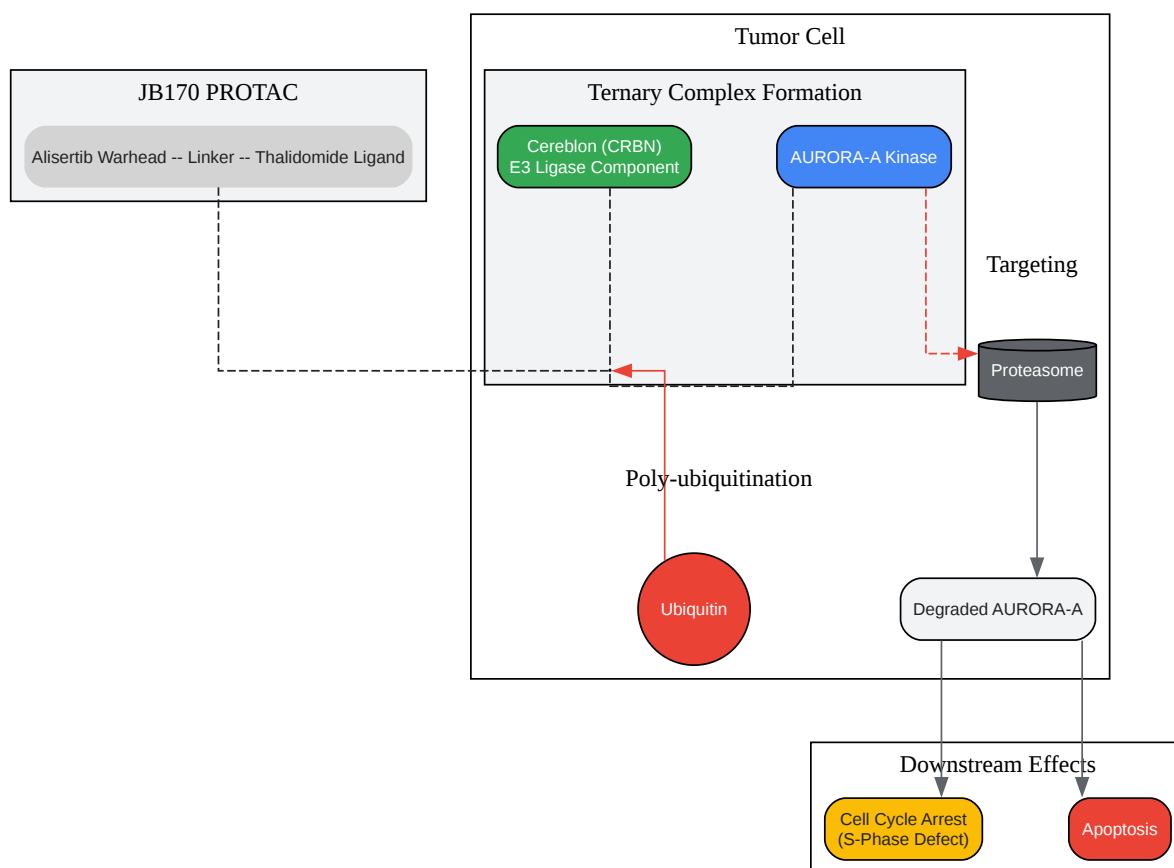 Tumor Cell
JB170 PROTAC
Ternary Complex Formation
Alisertib Warhead -- Linker -- Thalidomide Ligand
Cereblon (CRBN)
E3 Ligase Component
AURORA-A Kinase
Targeting
Proteasome
Poly-ubiquitination
Ubiquitin
Degraded AURORA-A
Downstream Effects
Cell Cycle Arrest
(S-Phase Defect)
Apoptosis